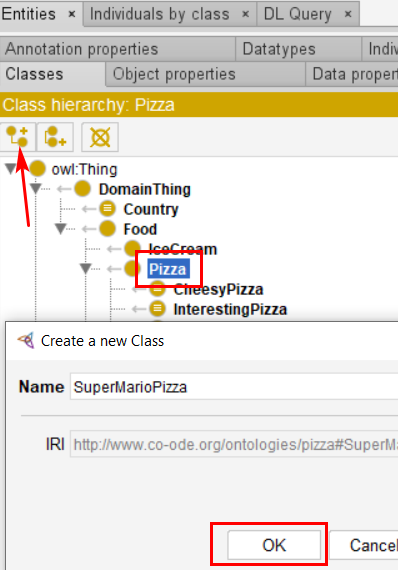 Entities × Individuals by class × DL Query ×
Annotation properties Datatypes
Classes Object properties Data
Class hierarchy: Pizza
owl:Thing
DomainThing
Country
Food
IceCream
Pizza
CheesyPizza
InterestingPizza
Create a new Class
Name SuperMarioPizza
IRI http://www.co-ode.org/ontologies/pizza#SuperMa
OK Cancel